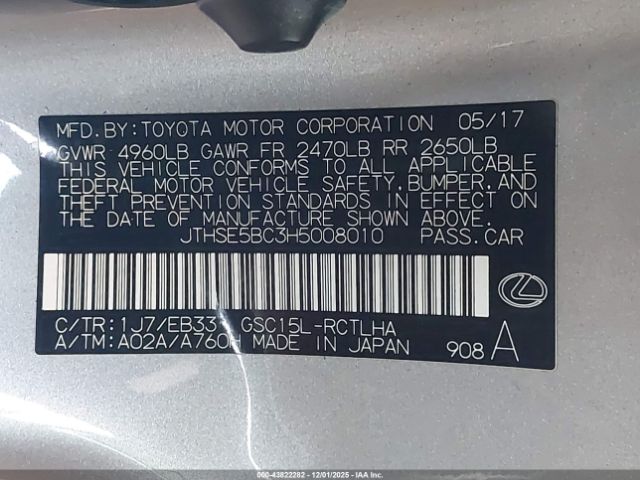 MFD.BY:TOYOTA MOTOR CORPORATION 05/17
GVWR 4960LB GAWR FR 2470LB RR 2650LB
THIS VEHICLE CONFORMS TO ALL APPLICABLE
FEDERAL MOTOR VEHICLE SAFETY,BUMPER,AND
THEFT PREVENTION STANDARDS IN EFFECT ON
THE DATE OF MANUFACTURE SHOWN ABOVE.
JTHSE5BC3H5008010 PASS.CAR
C/TR:1J7/EB33 GSC15L-RCTLHA
A/TM:A02A/A760H MADE IN JAPAN 908 A
© IAAI - 43822282 - 12/01/2025 - IAAI.COM